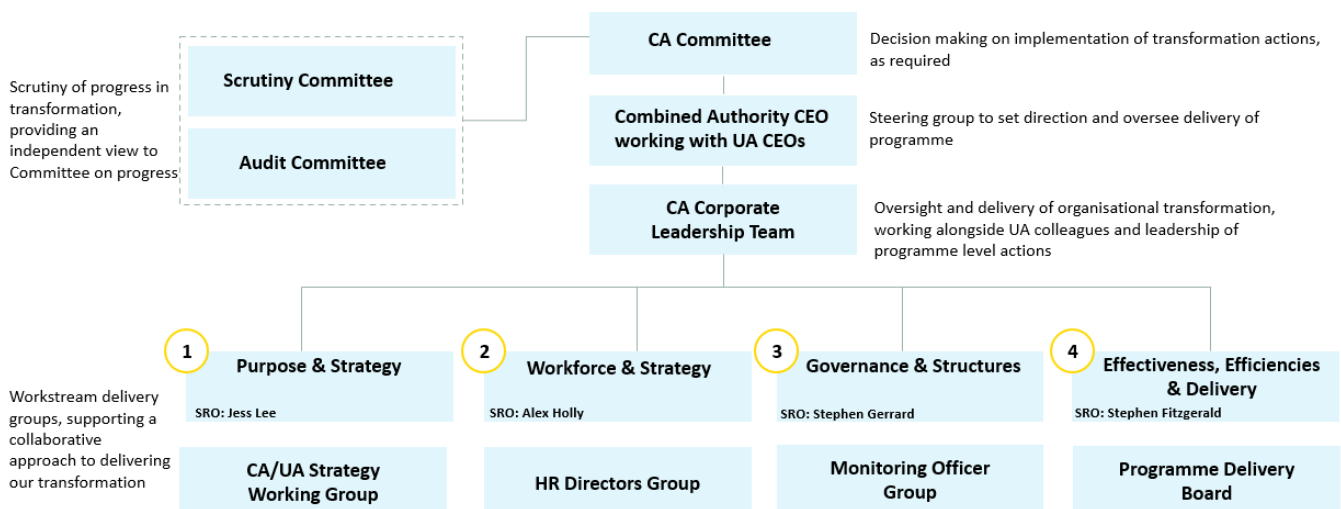 CA Committee
Decision making on implementation of transformation actions,
as required
Scrutiny of progress in
transformation,
providing an
independent view to
Committee on progress
Scrutiny Committee
Audit Committee
Combined Authority CEO
working with UA CEOs
Steering group to set direction and oversee delivery of
programme
CA Corporate
Leadership Team
Oversight and delivery of organisational transformation,
working alongside UA colleagues and leadership of
programme level actions
1
Purpose & Strategy
SRO: Jess Lee
2
Workforce & Strategy
SRO: Alex Holly
3
Governance & Structures
SRO: Stephen Gerrard
4
Effectiveness, Efficiencies
& Delivery
SRO: Stephen Fitzgerald
Workstream delivery
groups, supporting a
collaborative
approach to delivering
our transformation
CA/UA Strategy
Working Group
HR Directors Group
Monitoring Officer
Group
Programme Delivery
Board